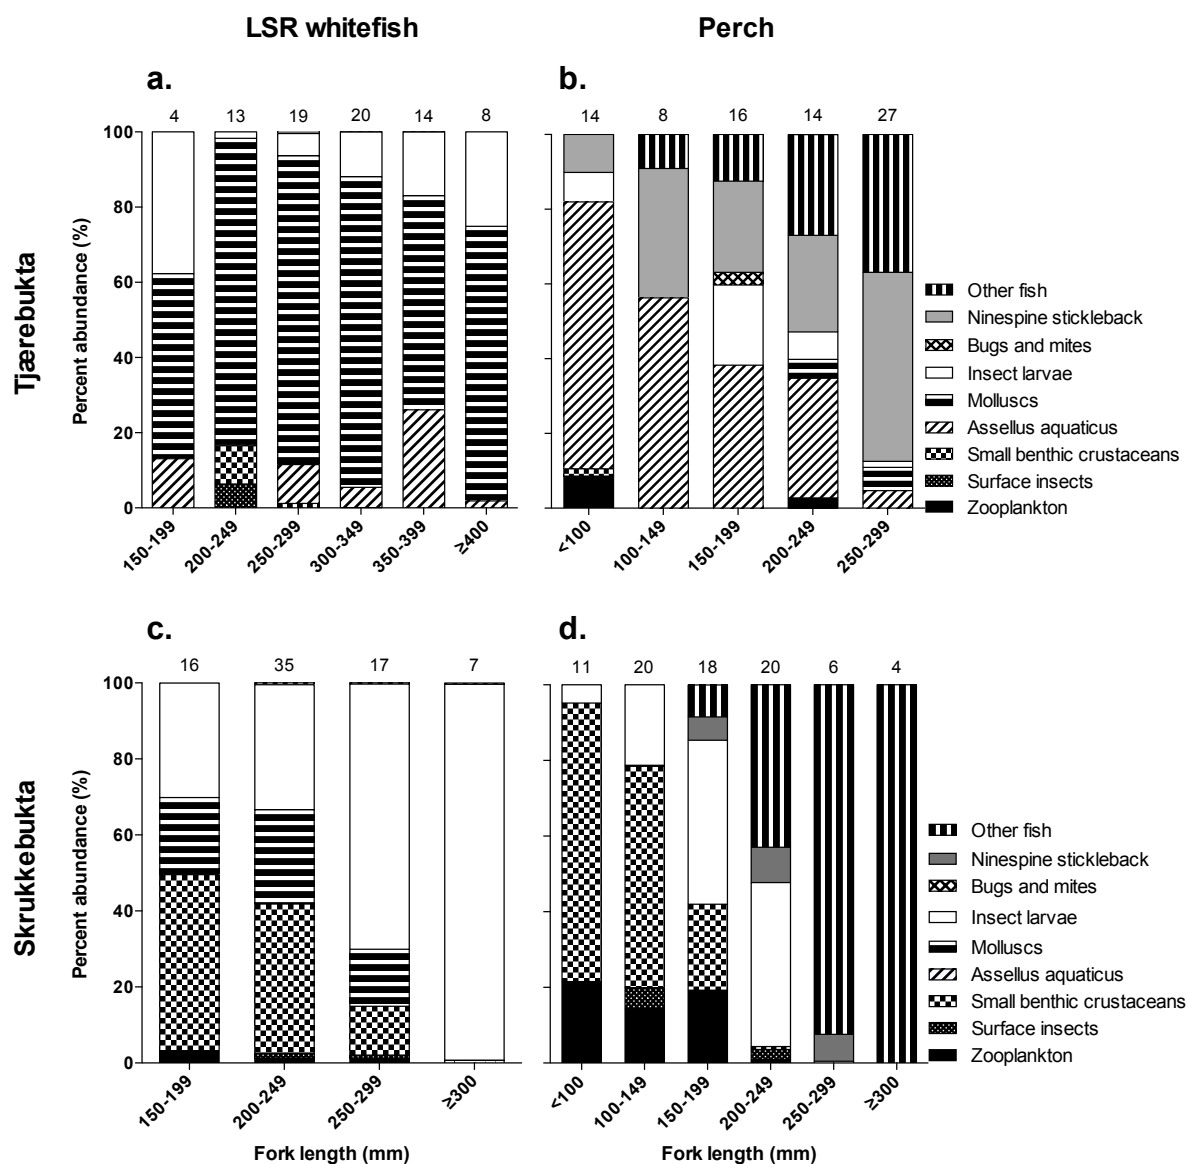 LSR whitefish
Perch
Tjærebukta
a.
4 13 19 20 14 8
Percent abundance (%)
100
80
60
40
20
0
150-199
200-249
250-299
300-349
350-399
≥400
b.
14 8 16 14 27
<100
100-149
150-199
200-249
250-299
Other fish
Ninespine stickleback
Bugs and mites
Insect larvae
Molluscs
Assellus aquaticus
Small benthic crustaceans
Surface insects
Zooplankton
Skrukkebukta
c.
16 35 17 7
Percent abundance (%)
100
80
60
40
20
0
150-199
200-249
250-299
≥300
Fork length (mm)
d.
11 20 18 20 6 4
<100
100-149
150-199
200-249
250-299
≥300
Fork length (mm)
Other fish
Ninespine stickleback
Bugs and mites
Insect larvae
Molluscs
Assellus aquaticus
Small benthic crustaceans
Surface insects
Zooplankton